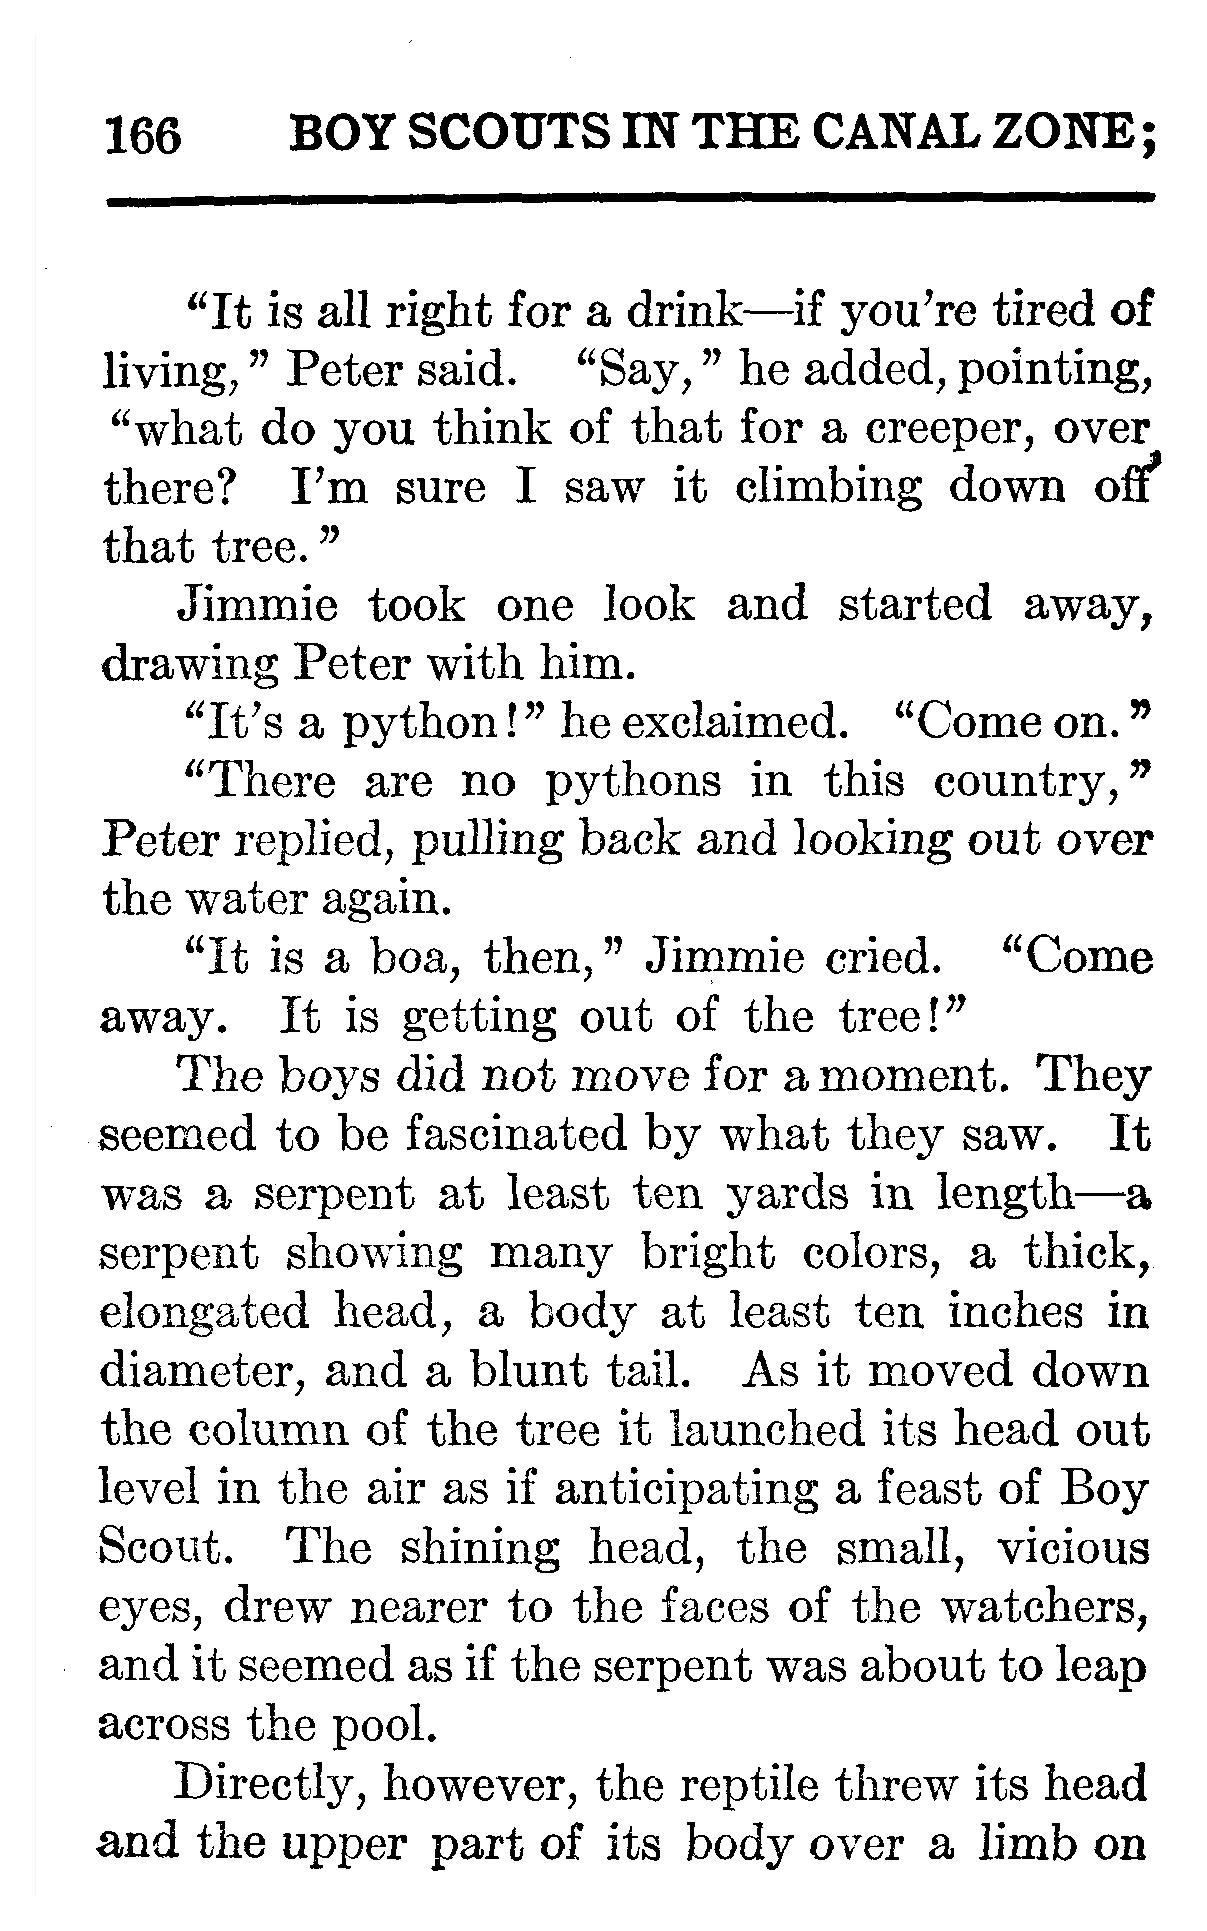 166 BOY SCOUTS IN THE CANAL ZONE;
“It is all right for a drink—if you're tired of
living,” Peter said. “Say,” he added, pointing,
“what do you think of that for a creeper, over
there? I'm sure I saw it climbing down off
that tree.”
Jimmie took one look and started away,
drawing Peter with him.
“It's a python!” he exclaimed. “Come on.”
“There are no pythons in this country,”
Peter replied, pulling back and looking out over
the water again.
“It is a boa, then,” Jimmie cried. “Come
away. It is getting out of the tree!”
The boys did not move for a moment. They
seemed to be fascinated by what they saw. It
was a serpent at least ten yards in length—a
serpent showing many bright colors, a thick,
elongated head, a body at least ten inches in
diameter, and a blunt tail. As it moved down
the column of the tree it launched its head out
level in the air as if anticipating a feast of Boy
Scout. The shining head, the small, vicious
eyes, drew nearer to the faces of the watchers,
and it seemed as if the serpent was about to leap
across the pool.
Directly, however, the reptile threw its head
and the upper part of its body over a limb on